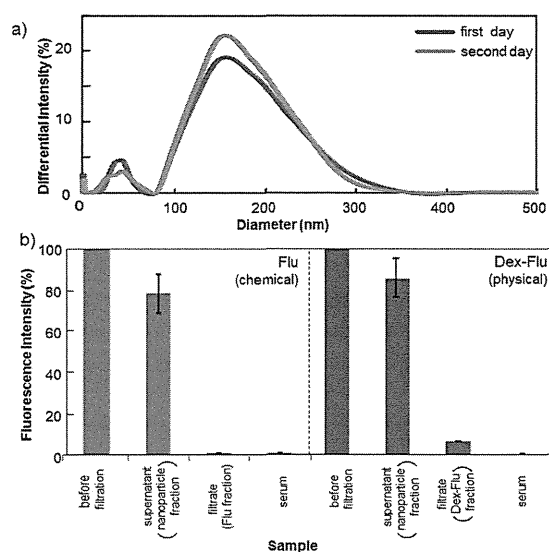 a)
20
10
0
Differential Intensity (%)
first day
second day
0 100 200 300 400 500
Diameter (nm)
b)
100
80
60
40
20
0
Fluorescence Intensity (%)
Flu
(chemical)
Dex-Flu
(physical)
before
filtration
supernatant
(nanoparticle
fraction)
filtrate
(Flu fraction)
serum
before
filtration
supernatant
(nanoparticle
fraction)
filtrate
(Dex-Flu
fraction)
serum
Sample